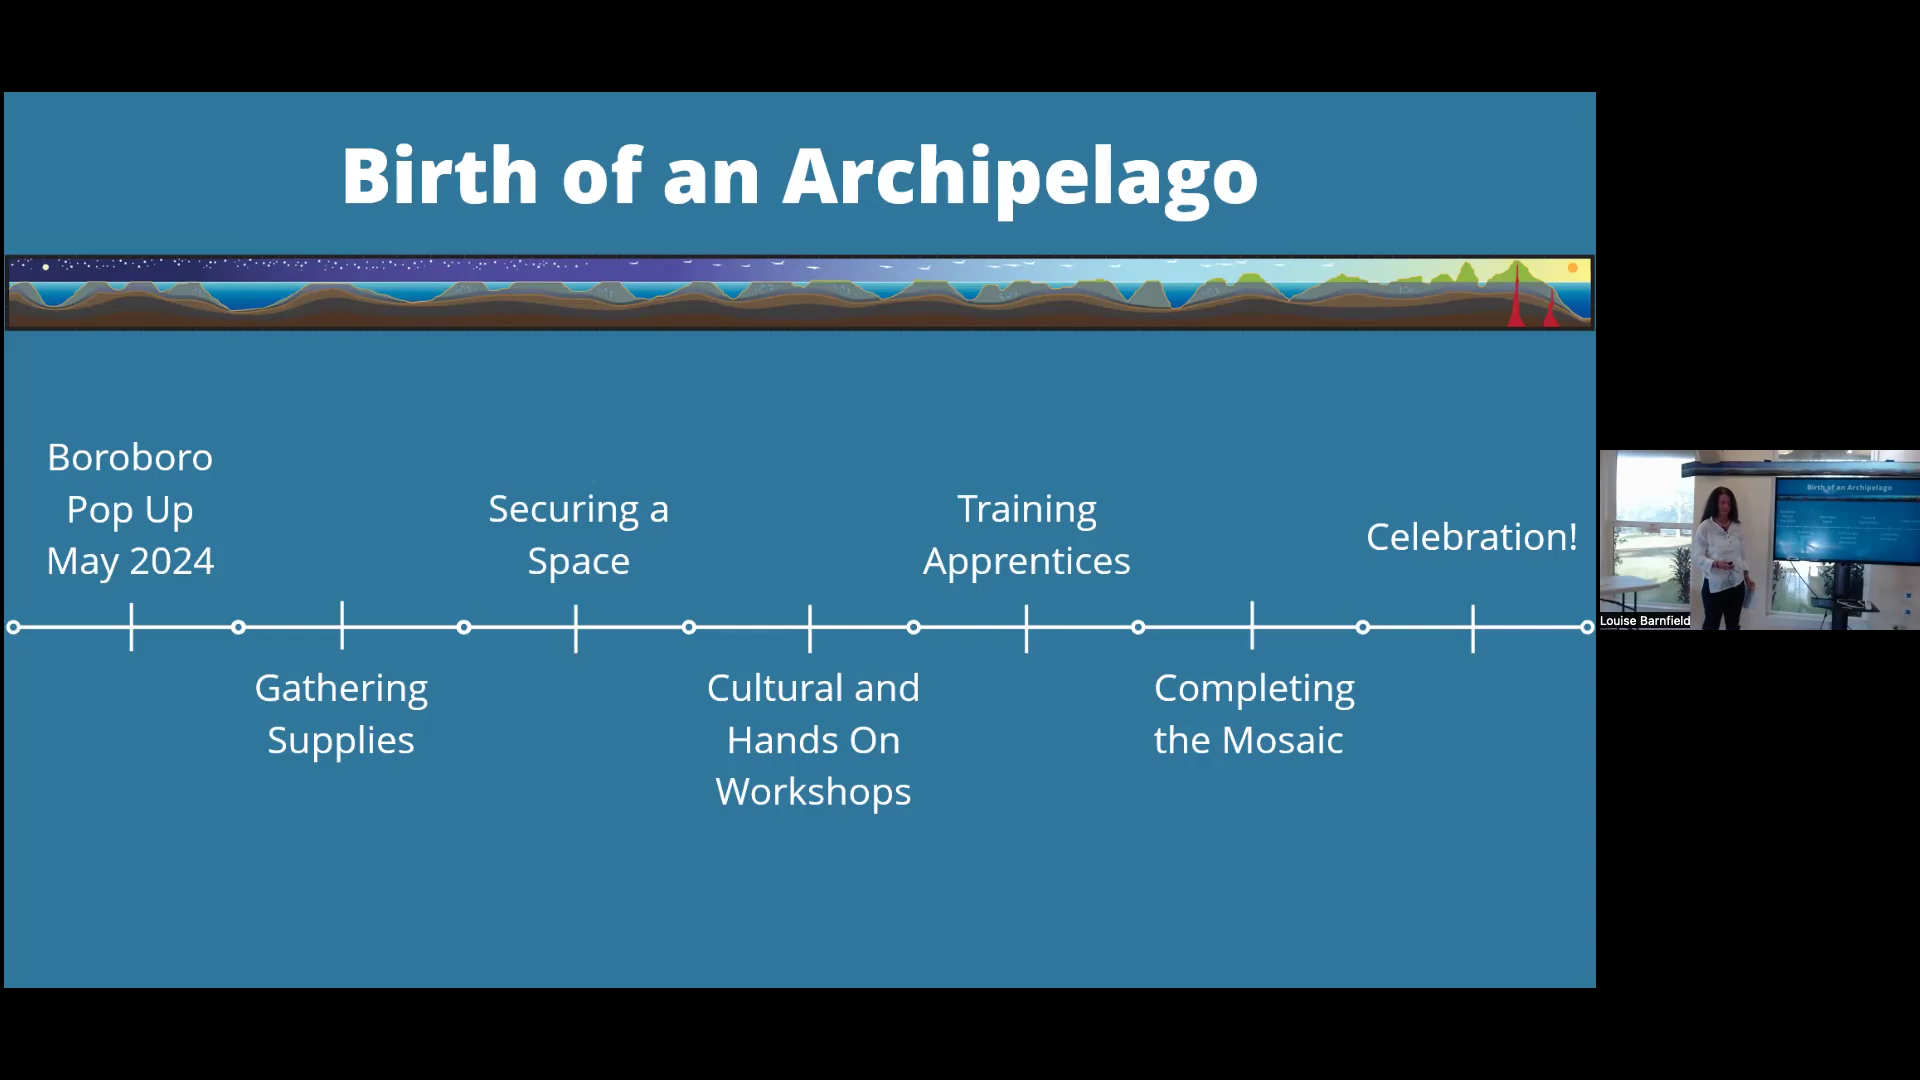 Birth of an Archipelago
Boroboro
Pop Up
May 2024
Gathering
Supplies
Securing a
Space
Cultural and
Hands On
Workshops
Training
Apprentices
Completing
the Mosaic
Celebration!
Birth of an Archipelago
Louise Barnfield